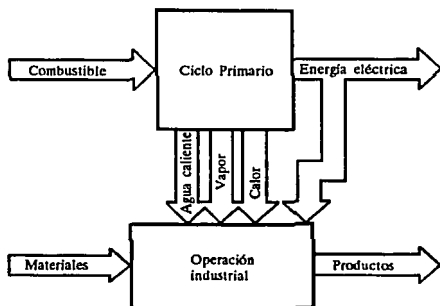 Combustible
Ciclo Primario
Energía eléctrica
Agua caliente
Vapor
Calor
Materiales
Operación
industrial
Productos